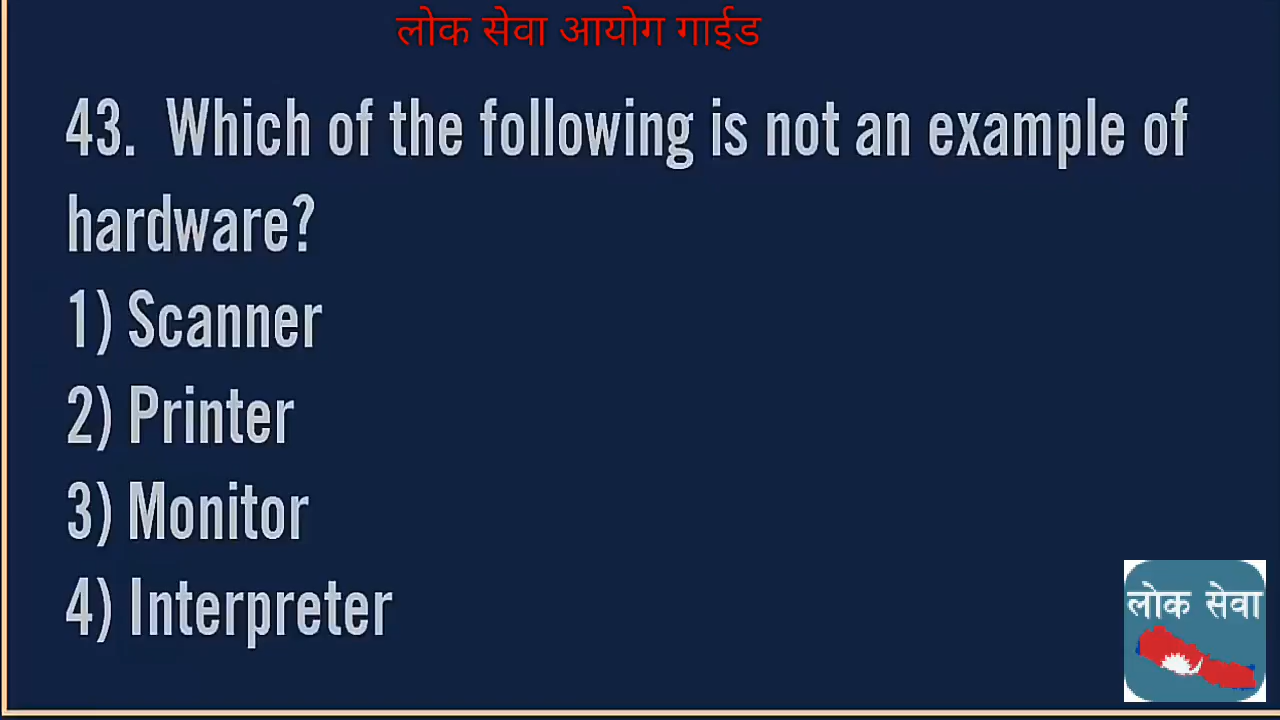 लोक सेवा आयोग गाईड
43. Which of the following is not an example of
hardware?
1) Scanner
2) Printer
3) Monitor
4) Interpreter
लोक सेवा